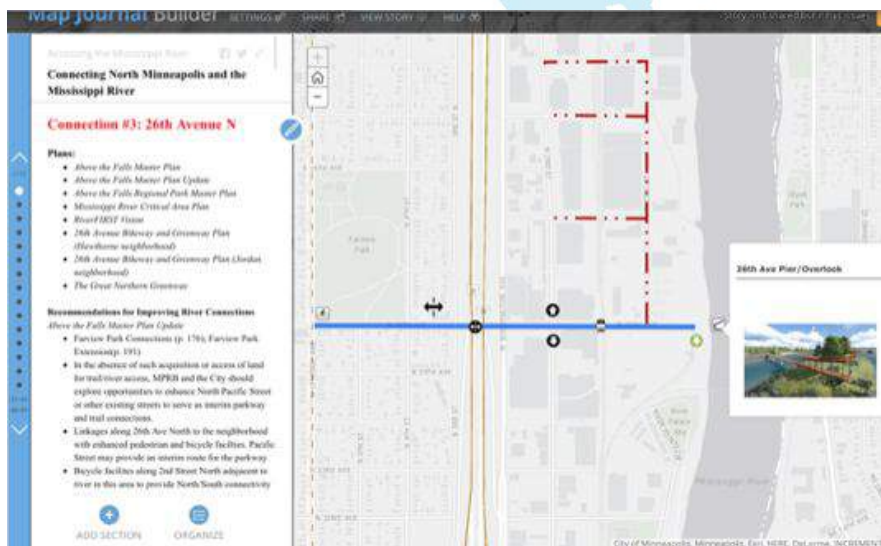 Map Journal Builder SETTINGS SHARE VIEW STORY HELP
Accessing the Mississippi River
Connecting North Minneapolis and the
Mississippi River
Connection #3: 26th Avenue N
Plans:
Above the Falls Master Plan
Above the Falls Master Plan Update
Above the Falls Regional Park Master Plan
Mississippi River Critical Area Plan
RiverFIRST Vision
26th Avenue Bikeway and Greenway Plan
(Hawthorne neighborhood)
26th Avenue Bikeway and Greenway Plan (Jordan
neighborhood)
The Great Northern Greenway
Recommendations for Improving River Connections
Above the Falls Master Plan Update
Farview Park Connections (p. 176); Farview Park
Extension(p. 191)
In the absence of such acquisition or access of land
for trail/river access, MPRB and the City should
explore opportunities to enhance North Pacific Street
or other existing streets to serve as interim parkway
and trail connections.
Linkages along 26th Ave North to the neighborhood
with enhanced pedestrian and bicycle facilities. Pacific
Street may provide an interim route for the parkway
Bicycle facilites along 2nd Street North adjacent to
river in this area to provide North/South connectivity
ADD SECTION ORGANIZE
Farview
Park
26th Ave Pier/Overlook
Mississippi River
City of Minneapolis, Minneapolis, Esri, HERE, DeLorme, INCREMENT